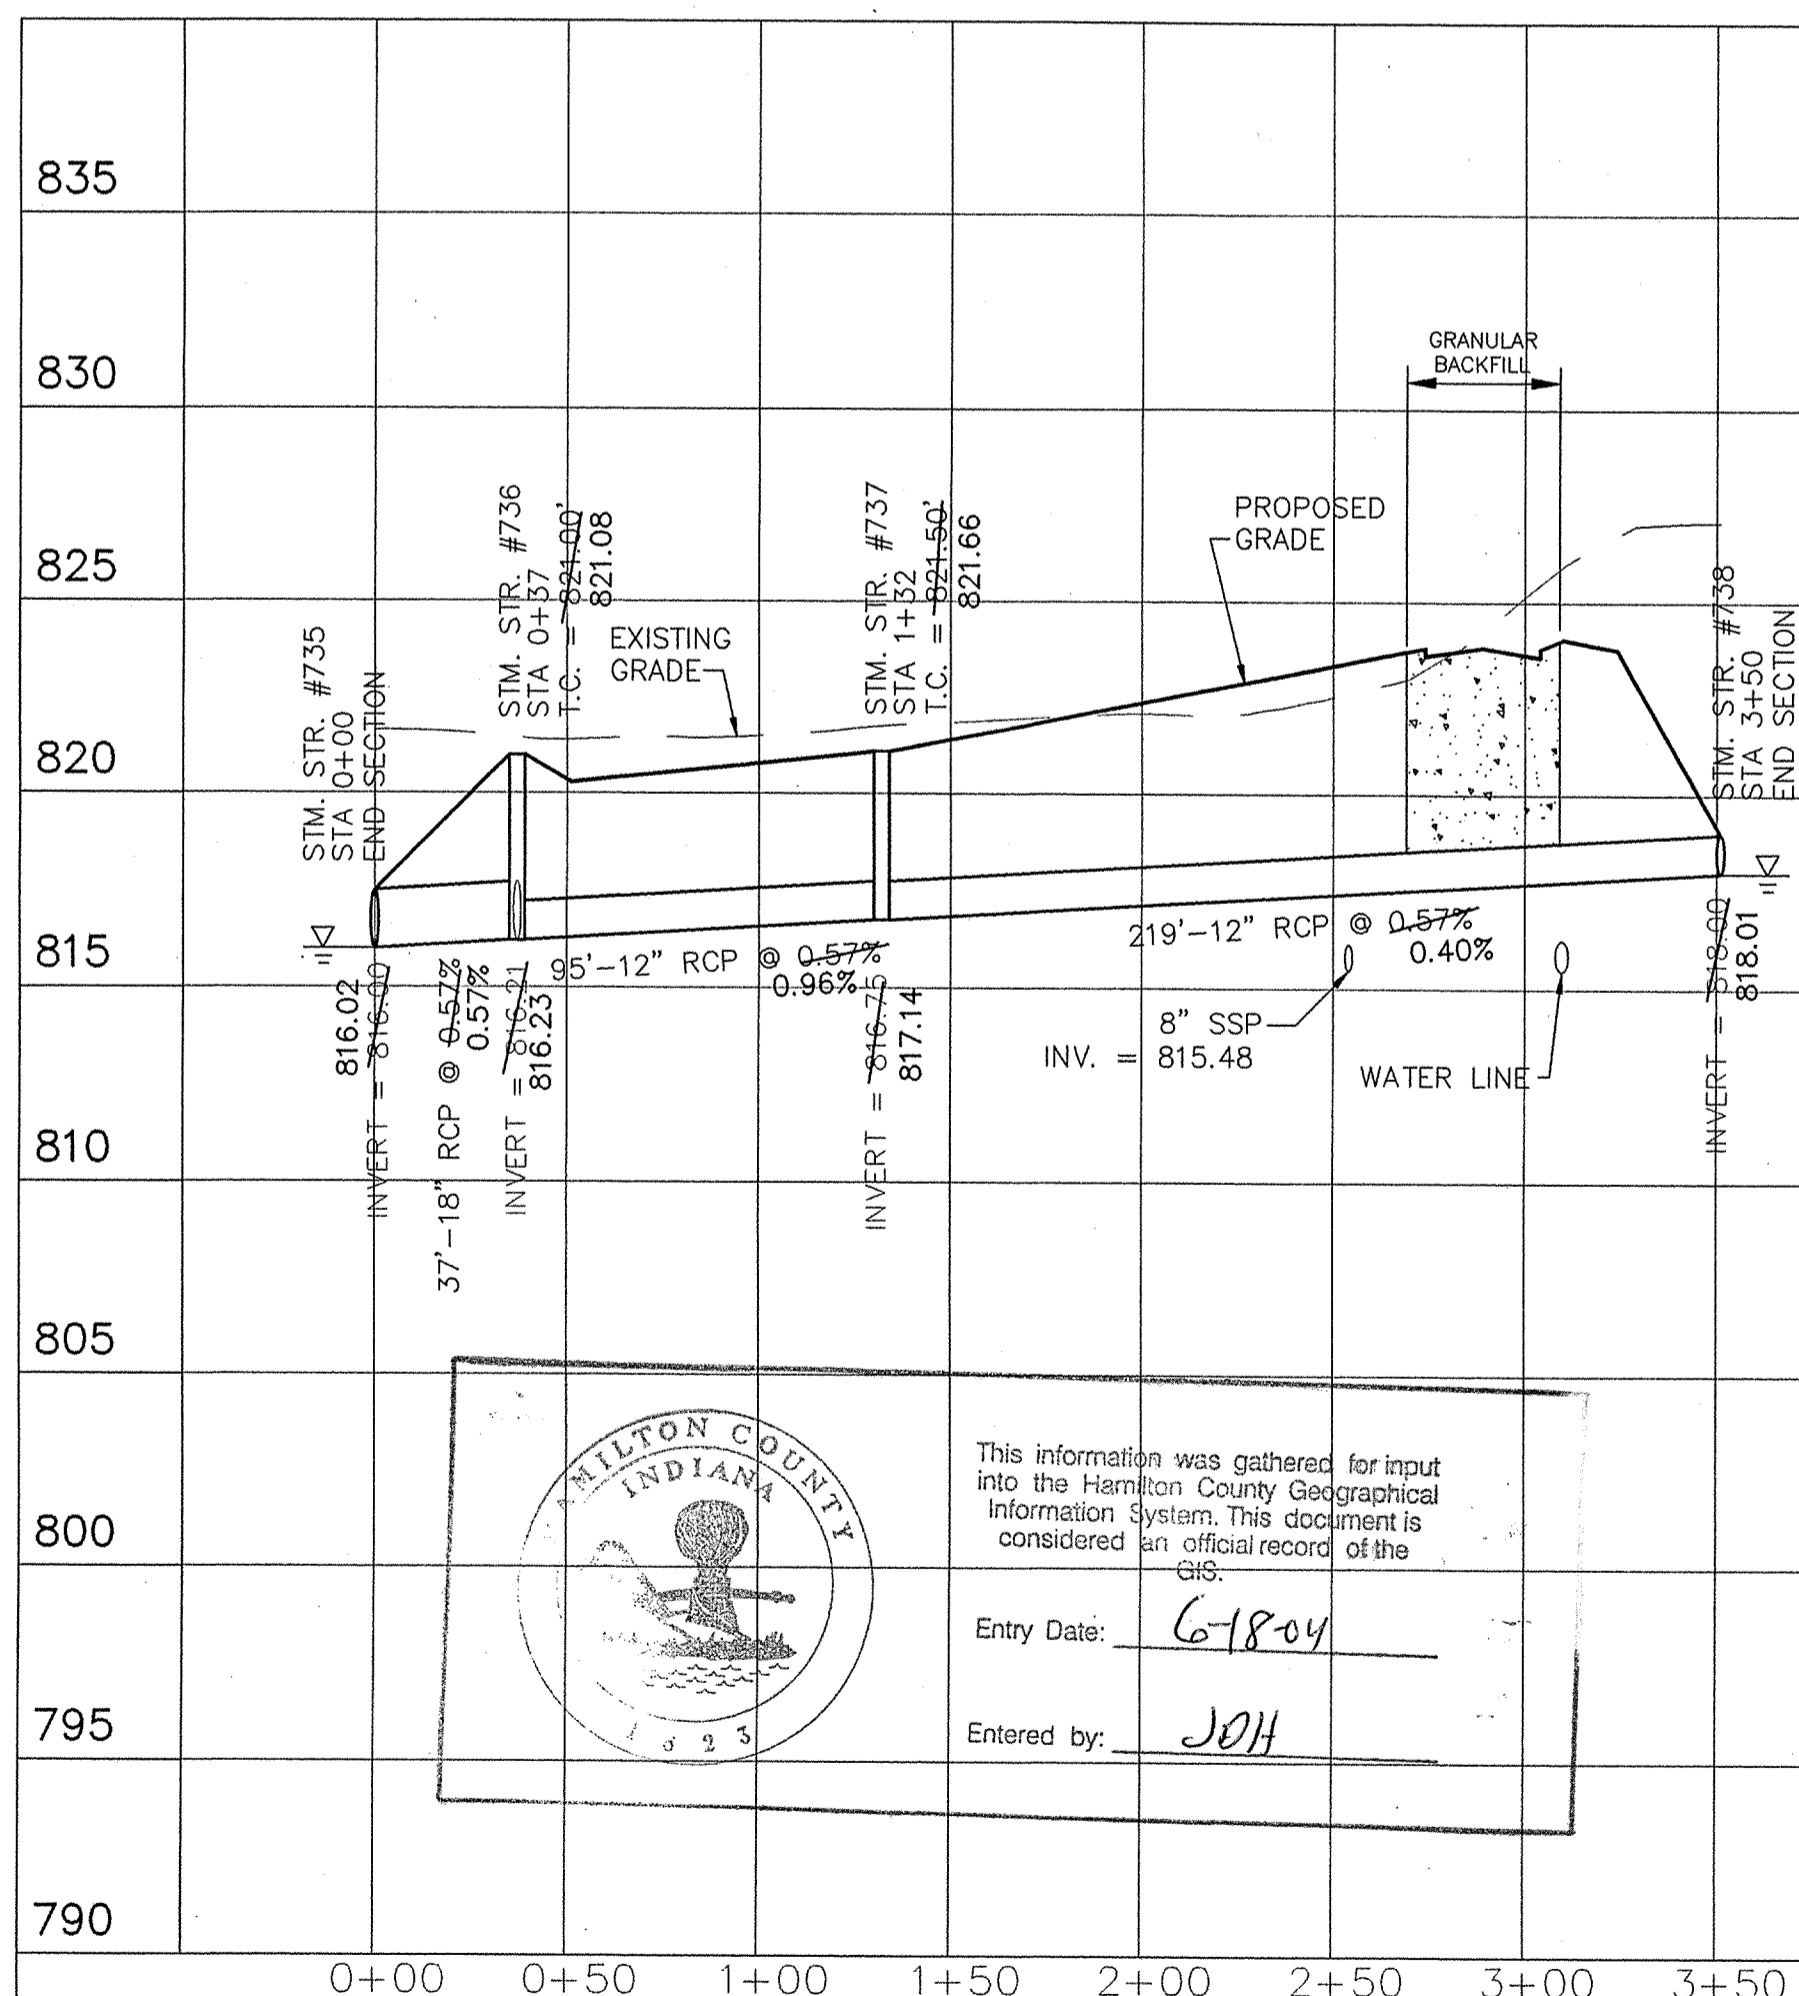 835
830
825
820
815
810
805
800
795
790
0+00 0+50 1+00 1+50 2+00 2+50 3+00 3+50
GRANULAR
BACKFILL
PROPOSED
GRADE
EXISTING
GRADE
STM. STR. #735
STA 0+00
END SECTION
STM. STR. #736
STA 0+37
T.C. = 821.00'
821.08
STM. STR. #737
STA 1+32
T.C. = 821.50'
821.66
STM. STR. #738
STA 3+50
END SECTION
816.02
INVERT = 816.00
37'-18" RCP @ 0.57%
0.57%
INVERT = 816.21
816.23
95'-12" RCP @ 0.57%
0.96%
INVERT = 816.75
817.14
219'-12" RCP @ 0.57%
0.40%
8" SSP
INV. = 815.48
WATER LINE
INVERT = 818.00
818.01
AMILTON COUNTY
INDIANA
1823
This information was gathered for input
into the Hamilton County Geographical
Information System. This document is
considered an official record of the
GIS.
Entry Date: 6-18-04
Entered by: JDH